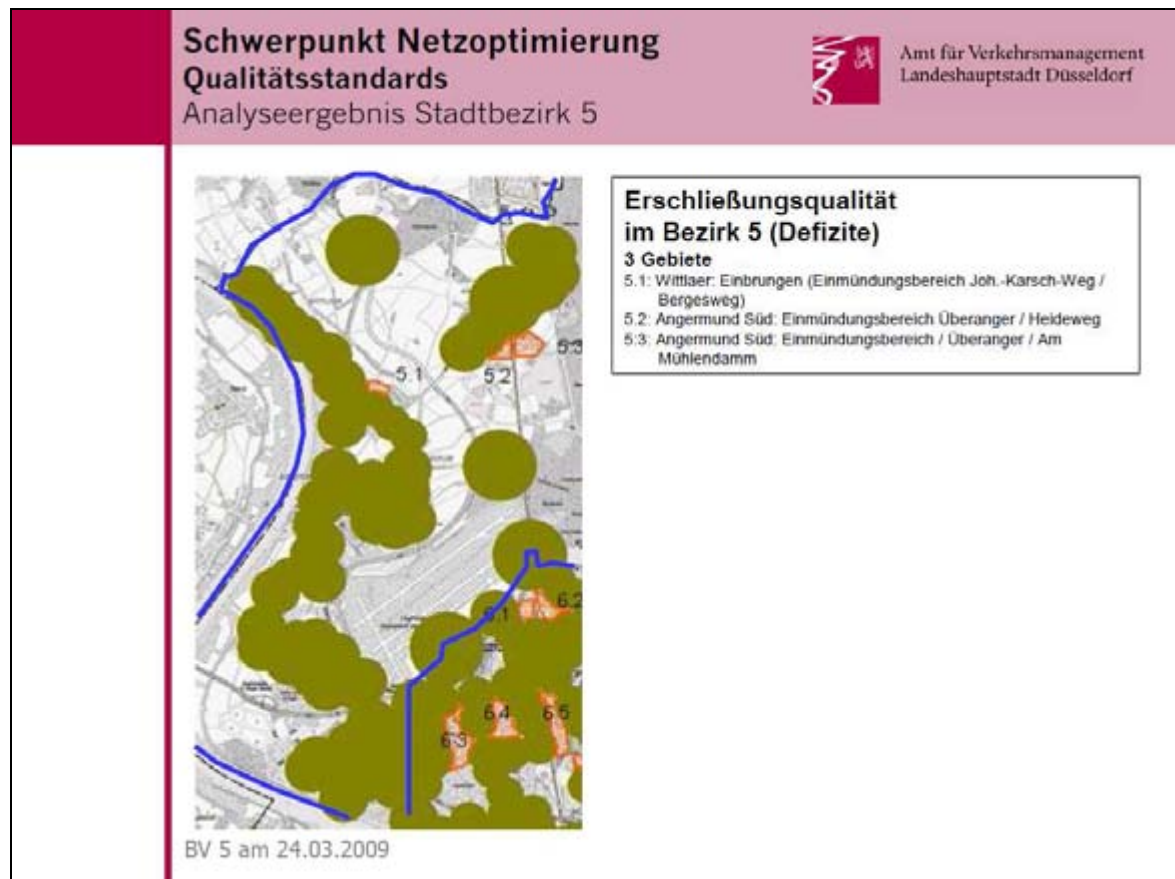 Schwerpunkt Netzoptimierung
Qualitätsstandards
Analyseergebnis Stadtbezirk 5
Amt für Verkehrsmanagement
Landeshauptstadt Düsseldorf
Erschließungsqualität
im Bezirk 5 (Defizite)
3 Gebiete
5.1: Wittlaer: Einbrungen (Einmündungsbereich Joh.-Karsch-Weg /
Bergesweg)
5.2: Angermund Süd: Einmündungsbereich Überanger / Heideweg
5:3: Angermund Süd: Einmündungsbereich / Überanger / Am
Mühlendamm
5.3
5.1
5.2
6.2
6.1
6.4
6.5
6.3
BV 5 am 24.03.2009